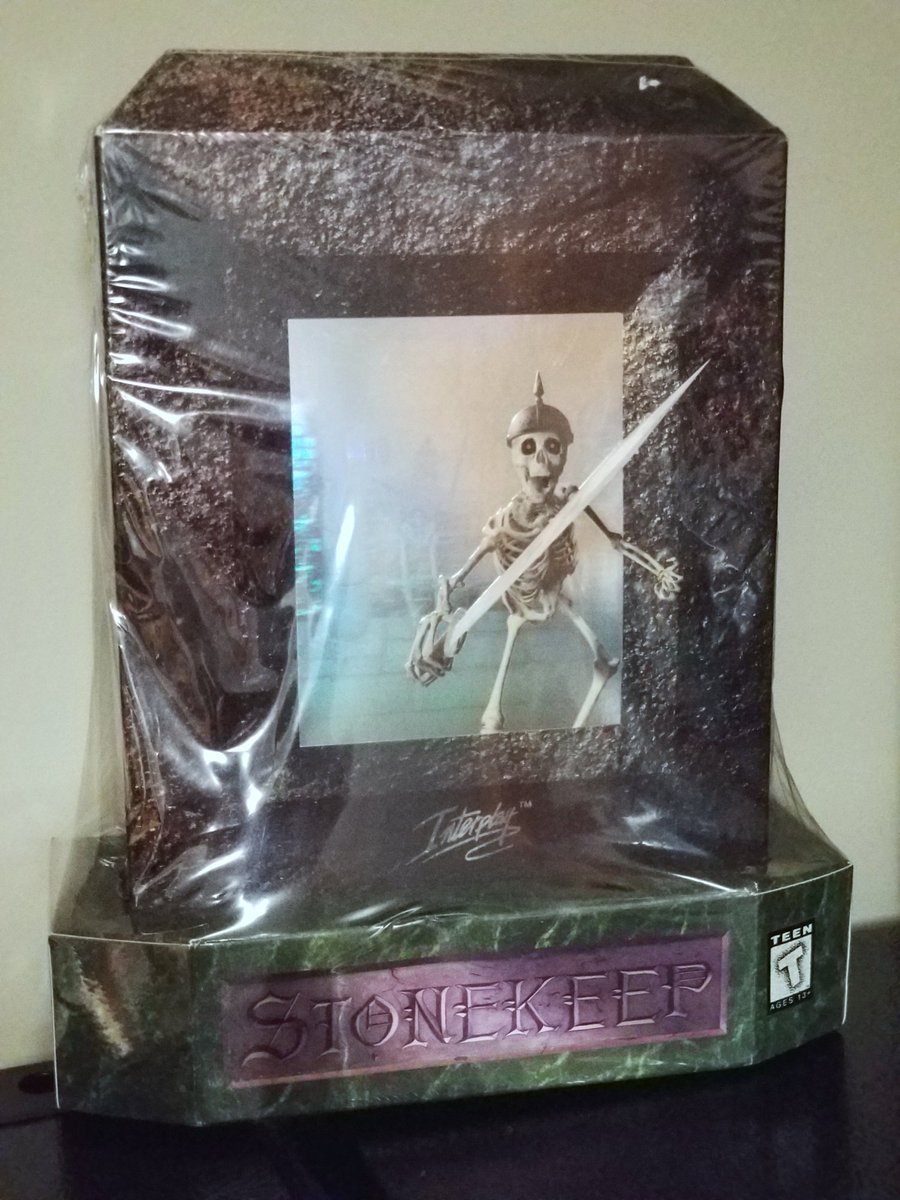 Interplay™
STONEKEEP
TEEN
T
AGES 13+